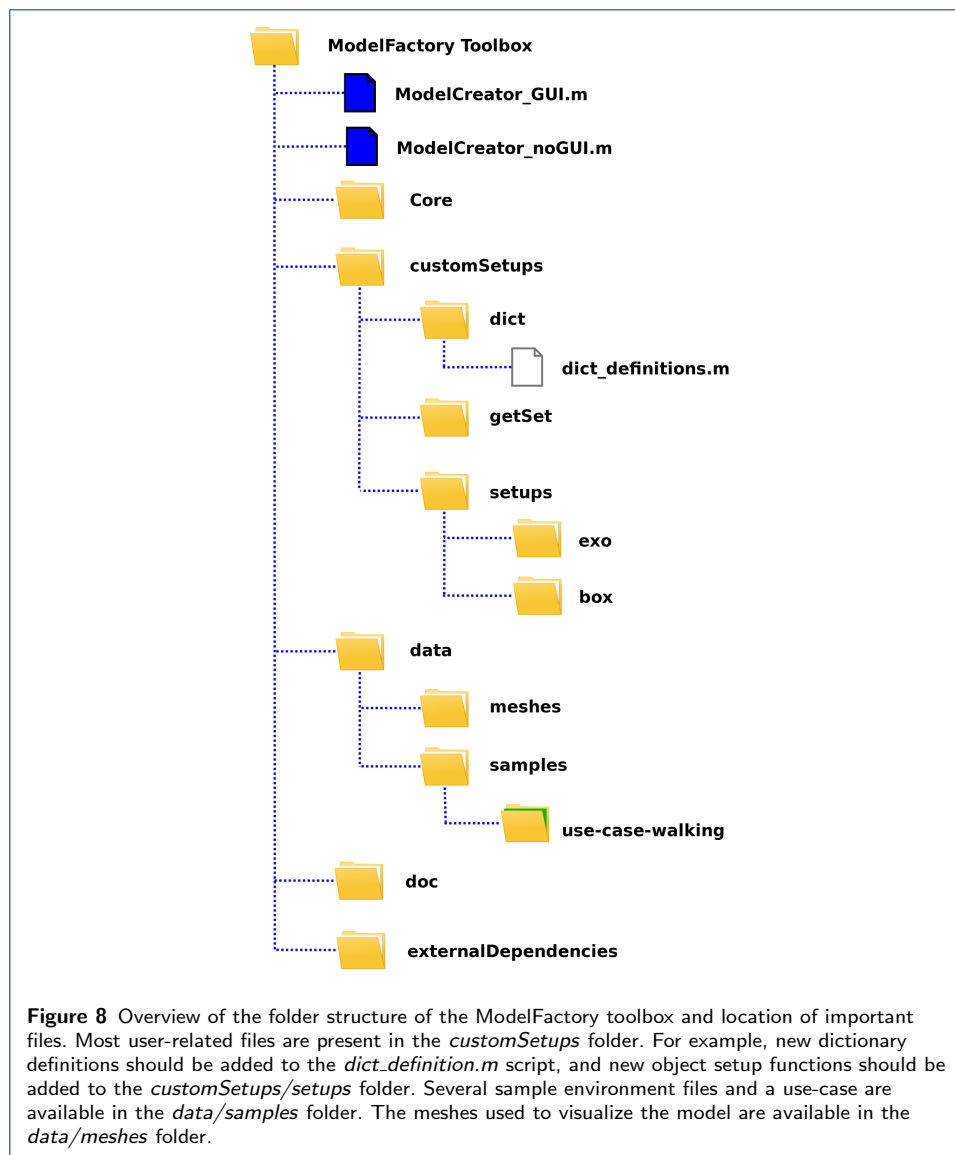 ModelFactory Toolbox
ModelCreator_GUI.m
ModelCreator_noGUI.m
Core
customSetups
dict
dict_definitions.m
getSet
setups
exo
box
data
meshes
samples
use-case-walking
doc
externalDependencies
Figure 8 Overview of the folder structure of the ModelFactory toolbox and location of important
files. Most user-related files are present in the customSetups folder. For example, new dictionary
definitions should be added to the dict_definition.m script, and new object setup functions should be
added to the customSetups/setups folder. Several sample environment files and a use-case are
available in the data/samples folder. The meshes used to visualize the model are available in the
data/meshes folder.